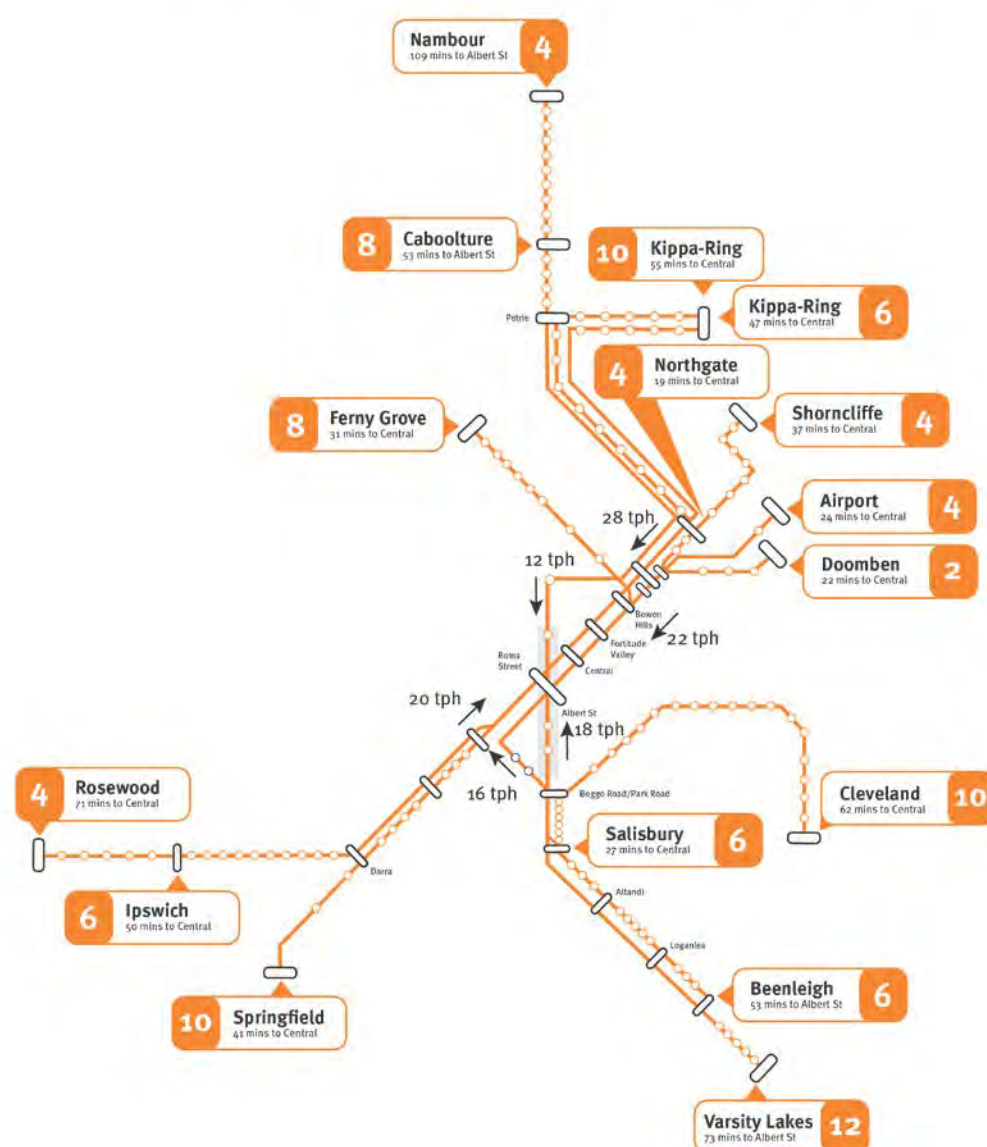 Nambour
109 mins to Albert St
4
8
Caboolture
53 mins to Albert St
10
Kippa-Ring
55 mins to Central
Kippa-Ring
47 mins to Central
6
Petrie
4
Northgate
19 mins to Central
8
Ferny Grove
31 mins to Central
Shorncliffe
37 mins to Central
4
Airport
24 mins to Central
4
28 tph
12 tph
Doomben
22 mins to Central
2
Bowen
Hills
22 tph
Fortitude
Valley
Central
Roma
Street
20 tph
Albert St
18 tph
16 tph
Boggo Road/Park Road
4
Rosewood
71 mins to Central
Cleveland
62 mins to Central
10
Salisbury
27 mins to Central
6
Darra
6
Ipswich
50 mins to Central
Altandi
Loganlea
10
Springfield
41 mins to Central
Beenleigh
53 mins to Albert St
6
Varsity Lakes
73 mins to Albert St
12